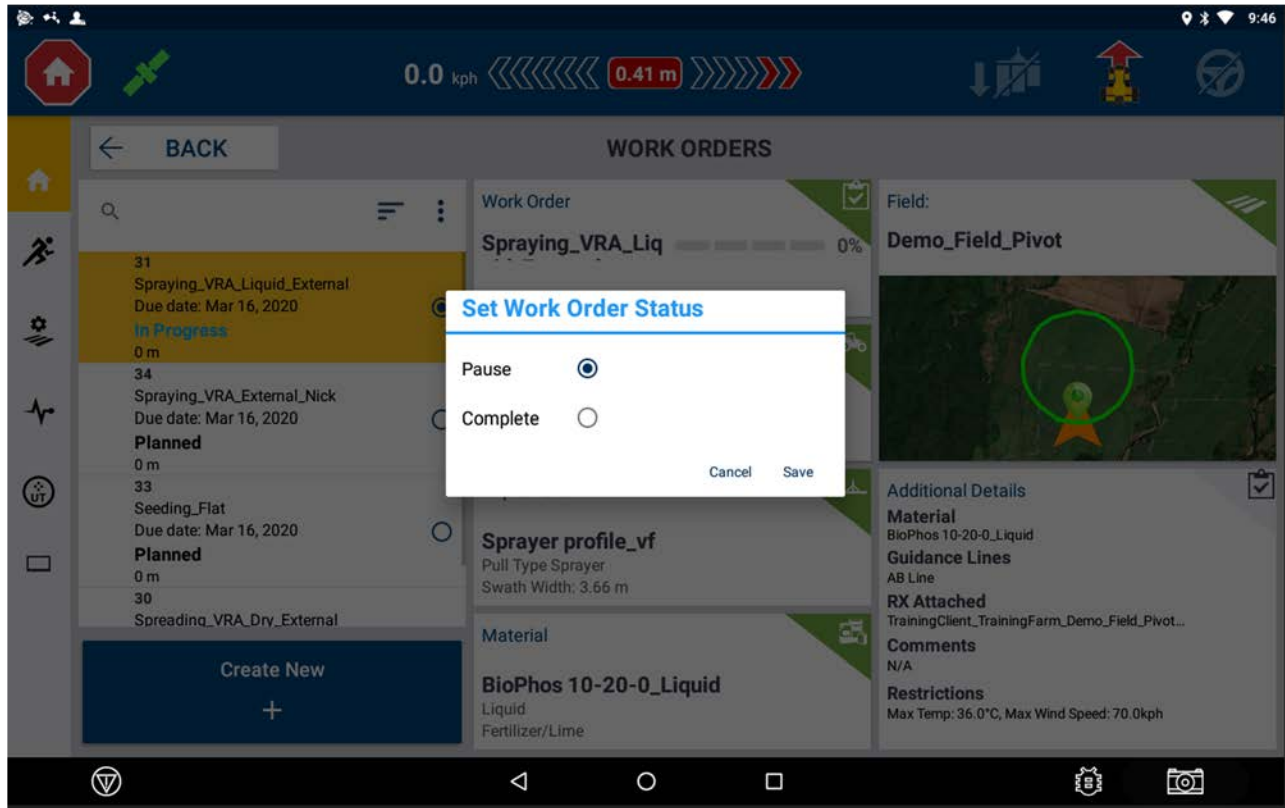 9:46
0.0 kph
0.41 m
BACK
WORK ORDERS
31
Spraying_VRA_Liquid_External
Due date: Mar 16, 2020
In Progress
0 m
34
Spraying_VRA_External_Nick
Due date: Mar 16, 2020
Planned
0 m
33
Seeding_Flat
Due date: Mar 16, 2020
Planned
0 m
30
Spreading_VRA_Dry_External
Create New
+
Work Order
Spraying_VRA_Liq
0%
Set Work Order Status
Pause
Complete
Cancel
Save
Sprayer profile_vf
Pull Type Sprayer
Swath Width: 3.66 m
Material
BioPhos 10-20-0_Liquid
Liquid
Fertilizer/Lime
Field:
Demo_Field_Pivot
Additional Details
Material
BioPhos 10-20-0_Liquid
Guidance Lines
AB Line
RX Attached
TrainingClient_TrainingFarm_Demo_Field_Pivot...
Comments
N/A
Restrictions
Max Temp: 36.0°C, Max Wind Speed: 70.0kph
UT